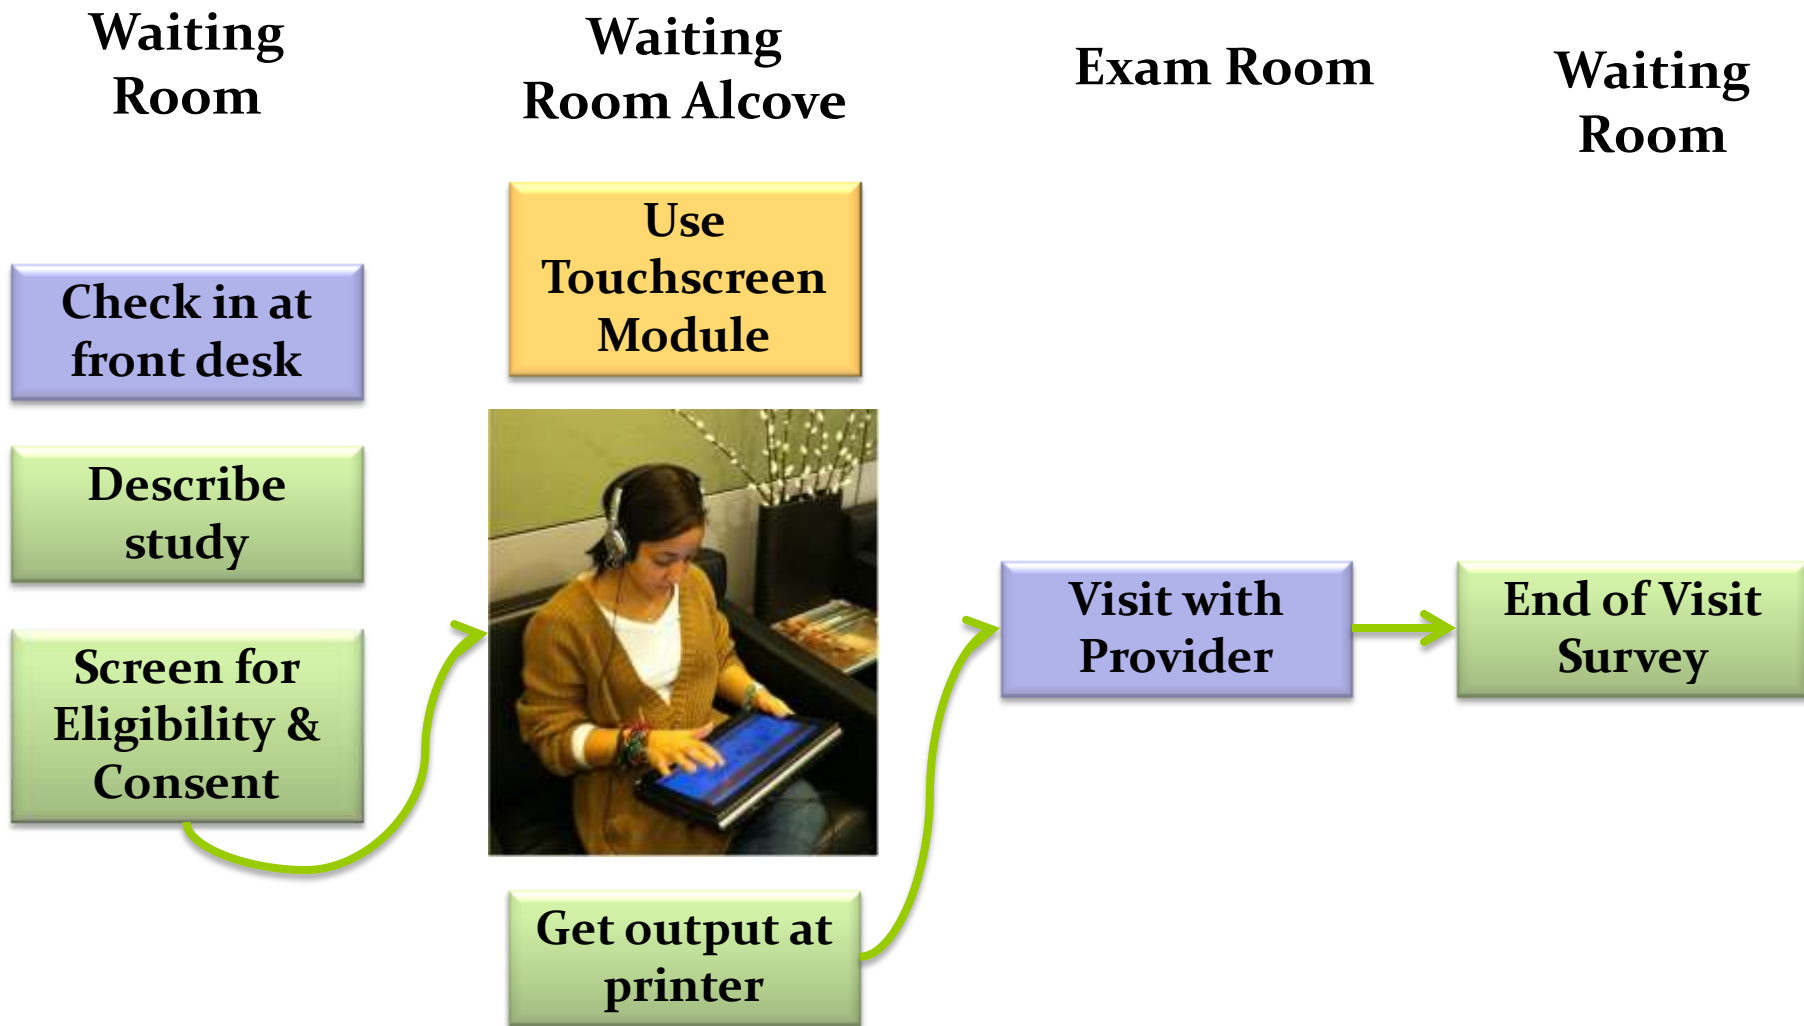 Waiting
Room
Check in at
front desk
Describe
study
Screen for
Eligibility &
Consent
Waiting
Room Alcove
Use
Touchscreen
Module
Get output at
printer
Exam Room
Visit with
Provider
Waiting
Room
End of Visit
Survey